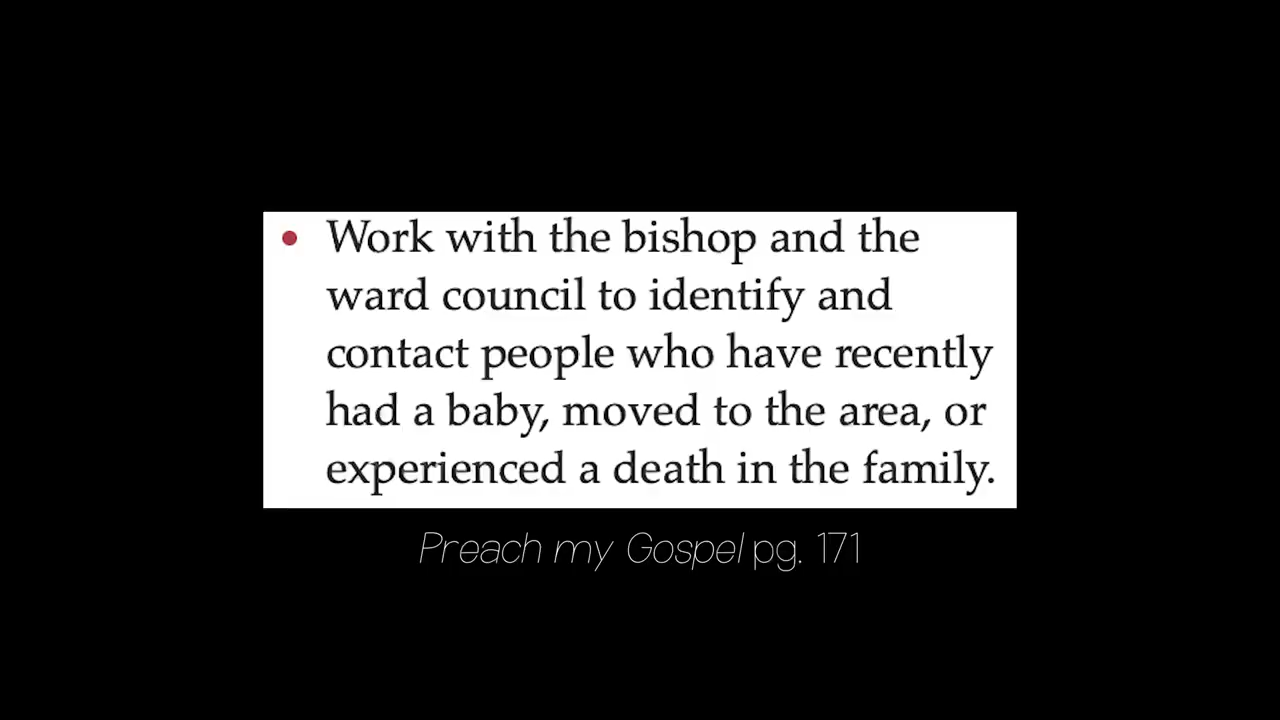 • Work with the bishop and the
ward council to identify and
contact people who have recently
had a baby, moved to the area, or
experienced a death in the family.
Preach my Gospel pg. 171